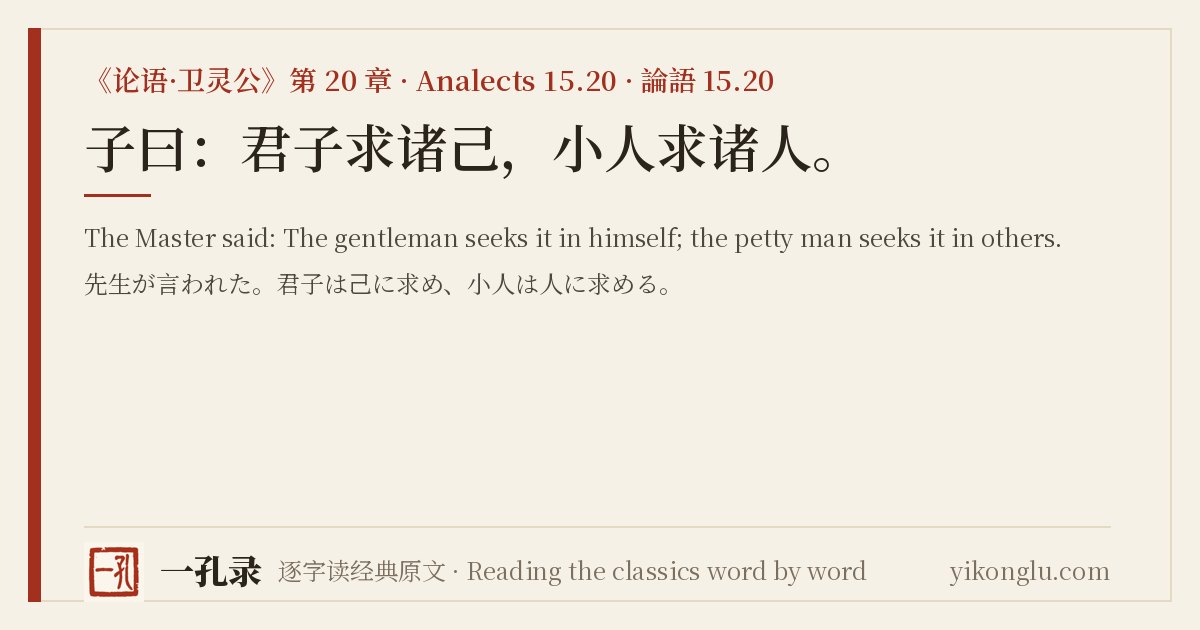 《论语·卫灵公》第 20 章 · Analects 15.20 · 論語 15.20
子曰：君子求诸己，小人求诸人。
The Master said: The gentleman seeks it in himself; the petty man seeks it in others.
先生が言われた。君子は己に求め、小人は人に求める。
一孔
一孔录 逐字读经典原文 · Reading the classics word by word yikonglu.com